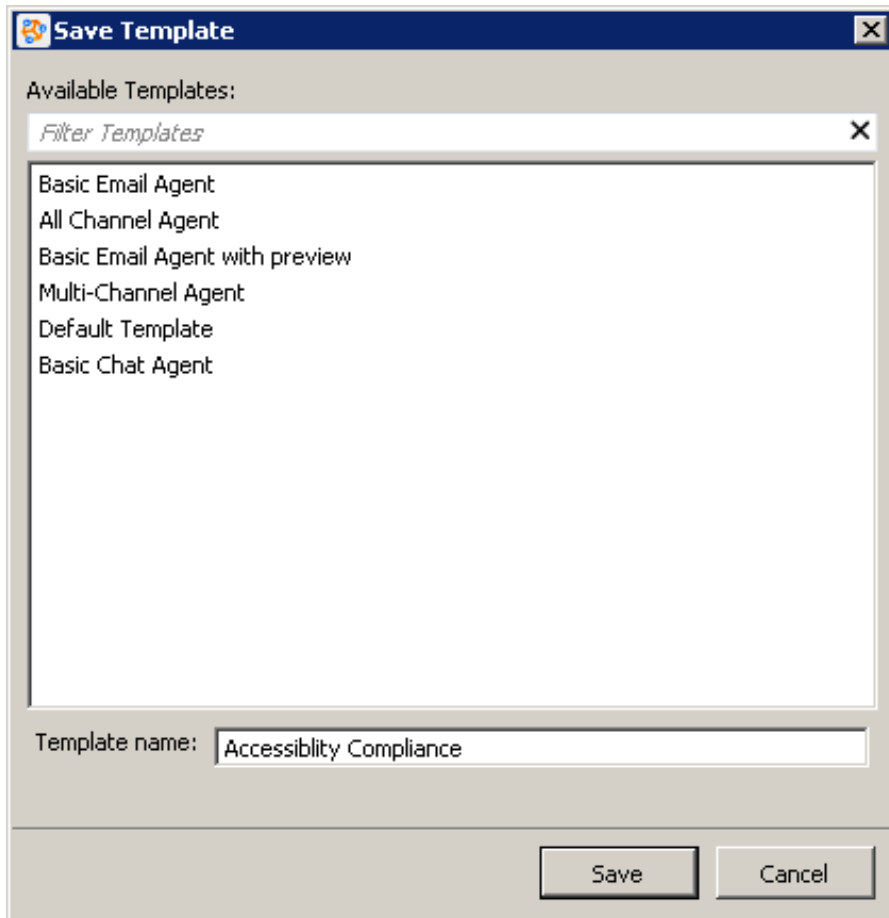 Save Template
Available Templates:
Filter Templates
Basic Email Agent
All Channel Agent
Basic Email Agent with preview
Multi-Channel Agent
Default Template
Basic Chat Agent
Template name: Accessiblity Compliance
Save Cancel